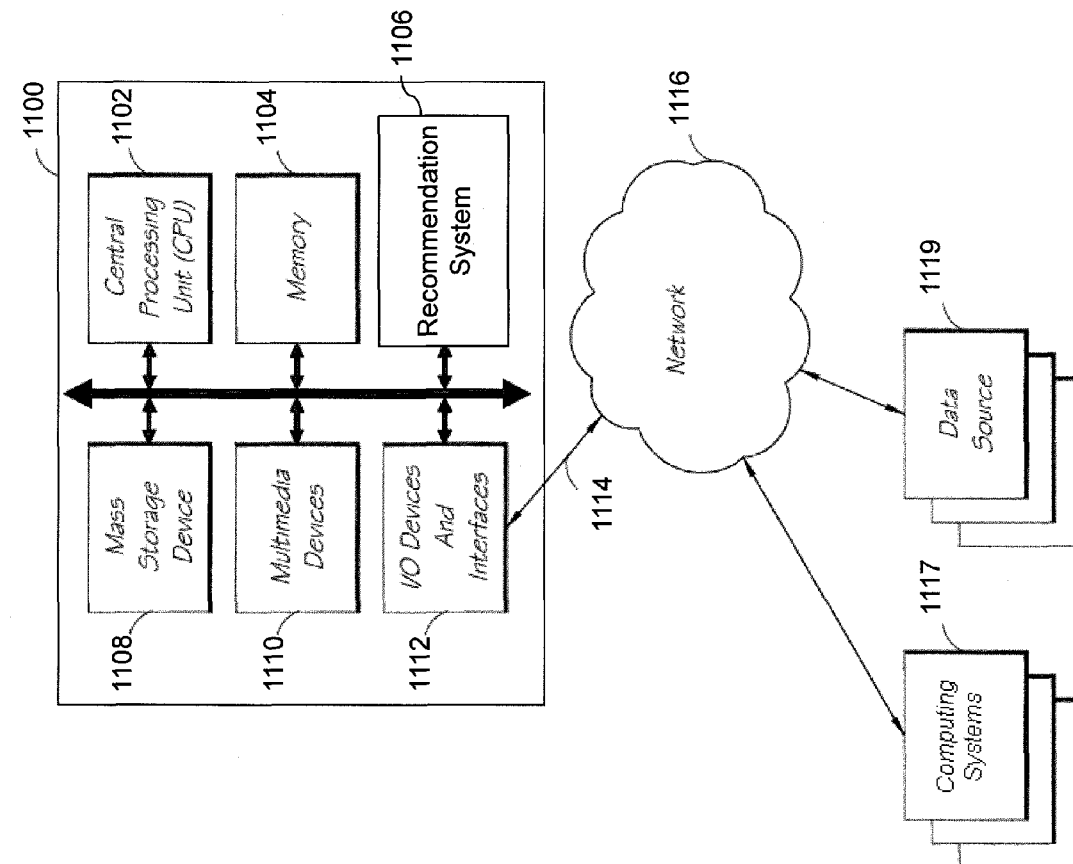 1100
Mass
Storage
Device
1108
Central
Processing
Unit (CPU)
1102
Multimedia
Devices
1110
Memory
1104
I/O Devices
And
Interfaces
1112
Recommendation
System
1106
1114
Network
1116
Computing
Systems
1117
Data
Source
1119